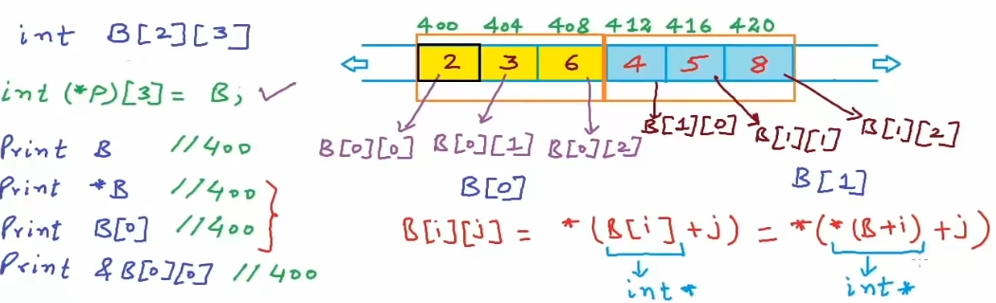 int B[2][3]
int (*P)[3] = B; ✓
Print B //400
Print *B //400
Print B[0] //400
Print &B[0][0] //400
400 404 408 412 416 420
2 3 6 4 5 8
B[0][0] B[0][1] B[0][2] B[1][0] B[1][1] B[1][2]
B[0] B[1]
B[i][j] = *(B[i]+j) = *(*(B+i)+j)
int* int*